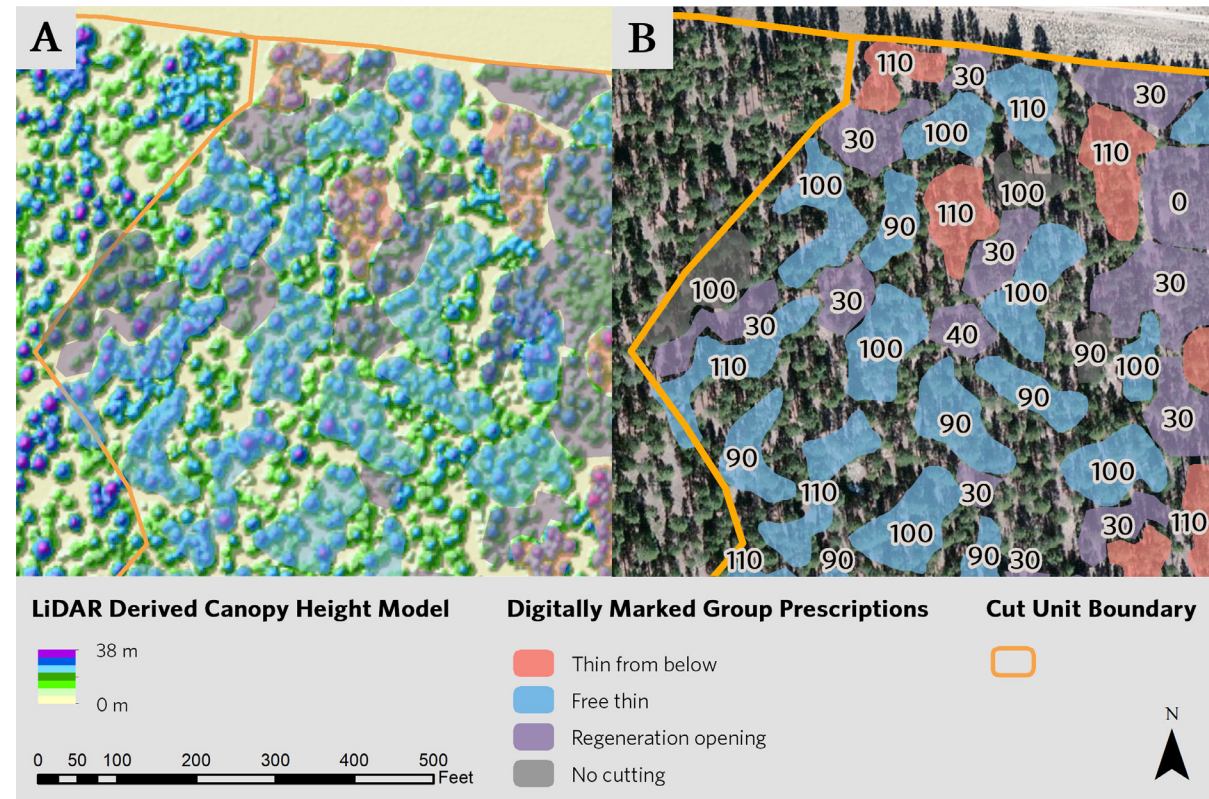 A
B
110
30
110
30
30
100
110
100
100
0
90
110
30
100
30
100
30
30
40
100
90
100
110
90
90
30
90
100
110
30
100
30
110
110
90
90
30
LiDAR Derived Canopy Height Model
38 m
0 m
0 50 100 200 300 400 500
Feet
Digitally Marked Group Prescriptions
Thin from below
Free thin
Regeneration opening
No cutting
Cut Unit Boundary
N